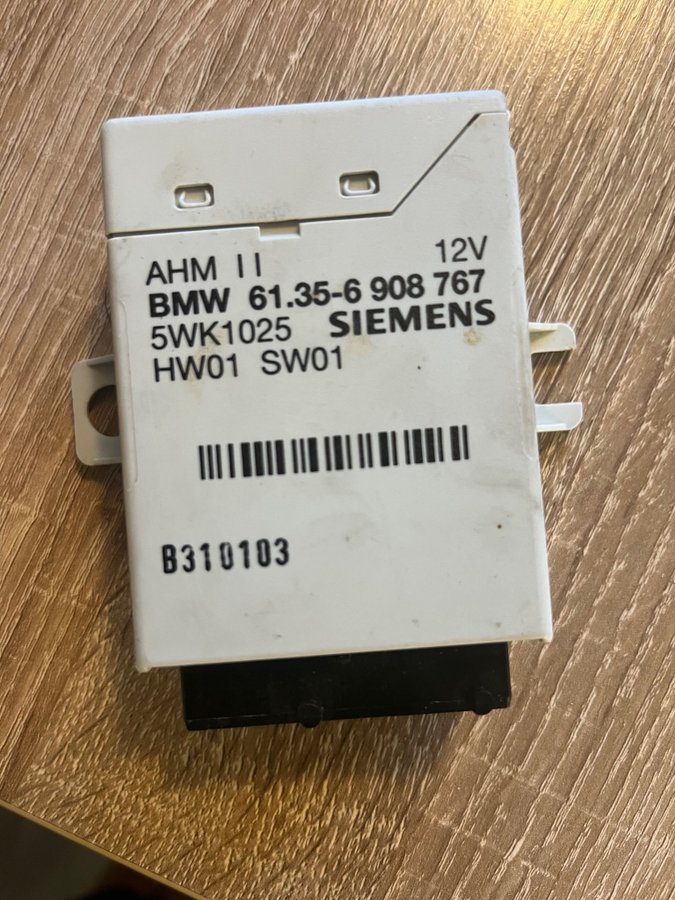 AHM II 12V
BMW 61.35-6 908 767
5WK1025 SIEMENS
HW01 SW01
B310103